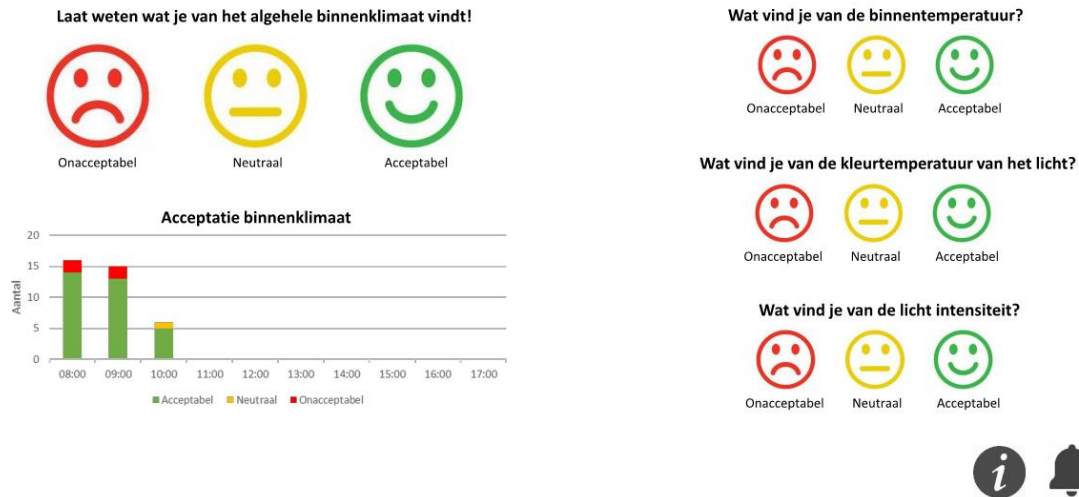 Laat weten wat je van het algehele binnenklimaat vindt!
Onacceptabel Neutraal Acceptabel
Acceptatie binnenklimaat
Aantal
20
15
10
5
0
08:00 09:00 10:00 11:00 12:00 13:00 14:00 15:00 16:00 17:00
Acceptabel Neutraal Onacceptabel
Wat vind je van de binnentemperatuur?
Onacceptabel Neutraal Acceptabel
Wat vind je van de kleurtemperatuur van het licht?
Onacceptabel Neutraal Acceptabel
Wat vind je van de licht intensiteit?
Onacceptabel Neutraal Acceptabel
i